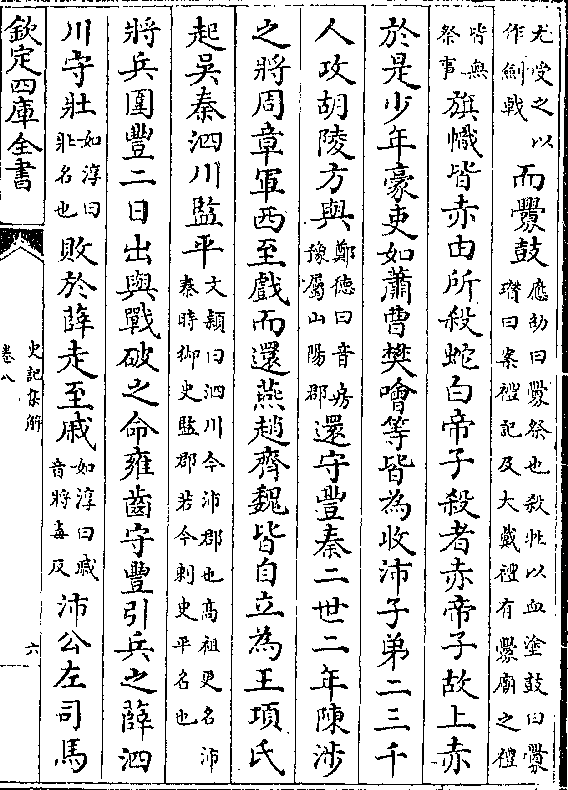 尤受之以作劍戟皆無祭事
而釁鼓應劭曰釁祭也殺牲以血塗鼓曰釁瓚曰案禮記及大戴禮有釁廟之禮
旗幟皆赤由所殺蛇白帝子殺者赤帝子故上赤
於是少年豪吏如蕭曹樊噲等皆為收沛子弟二三千
人攻胡陵方與鄭德曰音房豫屬山陽郡還守豐秦二世二年陳涉
之將周章軍西至戲而還燕趙齊魏皆自立為王項氏
起吳秦泗川監平文穎曰泗川今沛郡也高祖更名沛秦時御史監郡若今刺史平名也
將兵圍豐二日出與戰破之命雍齒守豐引兵之薛泗
川守壯如淳曰壯名也敗於薛走至戚如淳曰戚音將毒反沛公左司馬
欽定四庫全書
史記集解
卷八
六